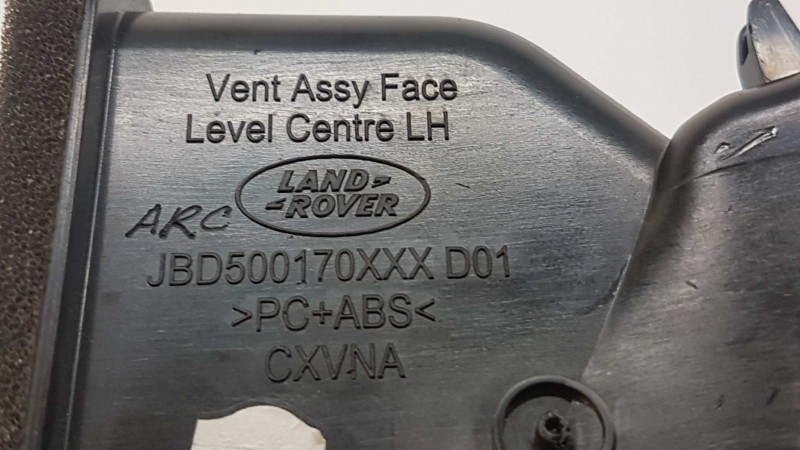 Vent Assy Face
Level Centre LH
LAND-
-ROVER
ARC
JBD500170XXX D01
>PC+ABS<
CXVNA